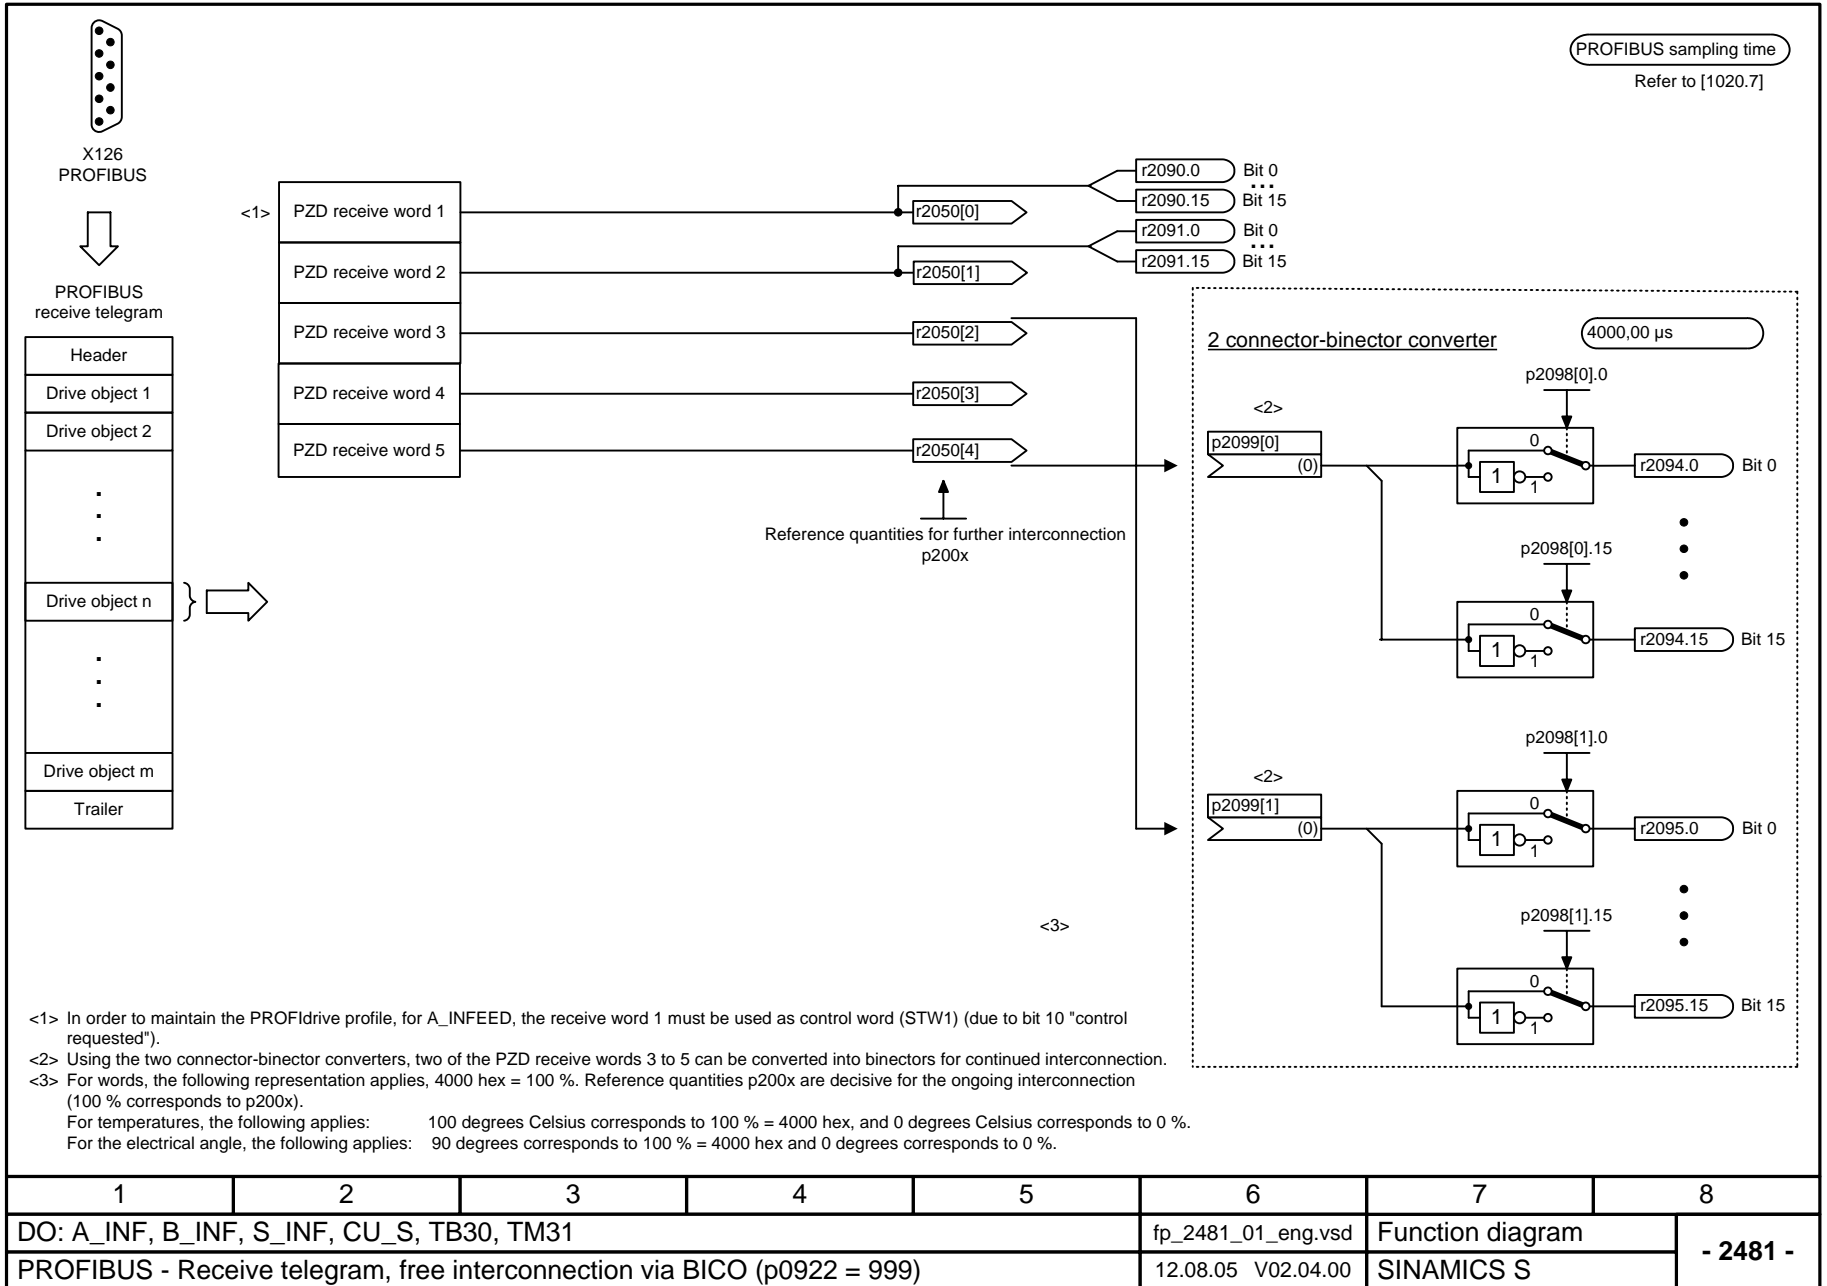 PROFIBUS sampling time
Refer to [1020.7]
X126
PROFIBUS
PROFIBUS
receive telegram
Header
Drive object 1
Drive object 2
Drive object n
Drive object m
Trailer
<1>
PZD receive word 1
PZD receive word 2
PZD receive word 3
PZD receive word 4
PZD receive word 5
r2050[0]
r2050[1]
r2050[2]
r2050[3]
r2050[4]
Reference quantities for further interconnection
p200x
r2090.0 Bit 0
...
r2090.15 Bit 15
r2091.0 Bit 0
...
r2091.15 Bit 15
2 connector-binector converter
4000,00 µs
<2>
p2099[0]
(0)
p2098[0].0
0
1
1
r2094.0 Bit 0
p2098[0].15
0
1
1
r2094.15 Bit 15
<2>
p2099[1]
(0)
p2098[1].0
0
1
1
r2095.0 Bit 0
p2098[1].15
0
1
1
r2095.15 Bit 15
<3>
<1> In order to maintain the PROFIdrive profile, for A_INFEED, the receive word 1 must be used as control word (STW1) (due to bit 10 "control
requested").
<2> Using the two connector-binector converters, two of the PZD receive words 3 to 5 can be converted into binectors for continued interconnection.
<3> For words, the following representation applies, 4000 hex = 100 %. Reference quantities p200x are decisive for the ongoing interconnection
(100 % corresponds to p200x).
For temperatures, the following applies: 100 degrees Celsius corresponds to 100 % = 4000 hex, and 0 degrees Celsius corresponds to 0 %.
For the electrical angle, the following applies: 90 degrees corresponds to 100 % = 4000 hex and 0 degrees corresponds to 0 %.
1 2 3 4 5 6 7 8
DO: A_INF, B_INF, S_INF, CU_S, TB30, TM31
fp_2481_01_eng.vsd
Function diagram
- 2481 -
PROFIBUS - Receive telegram, free interconnection via BICO (p0922 = 999)
12.08.05 V02.04.00
SINAMICS S